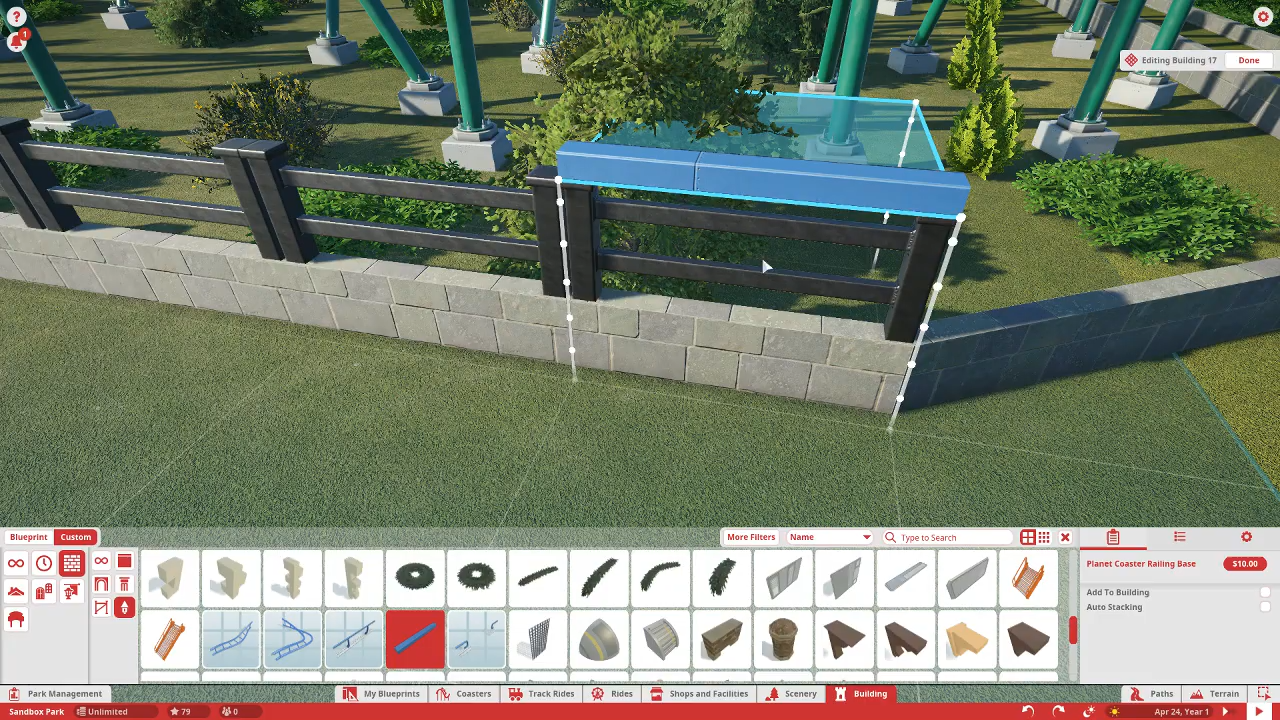 ?
1
Editing Building 17 Done
Blueprint Custom
More Filters Name Type to Search
Planet Coaster Railing Base $10.00
Add To Building
Auto Stacking
Park Management My Blueprints Coasters Track Rides Rides Shops and Facilities Scenery Building Paths Terrain
Sandbox Park Unlimited 79 0 Apr 24, Year 1